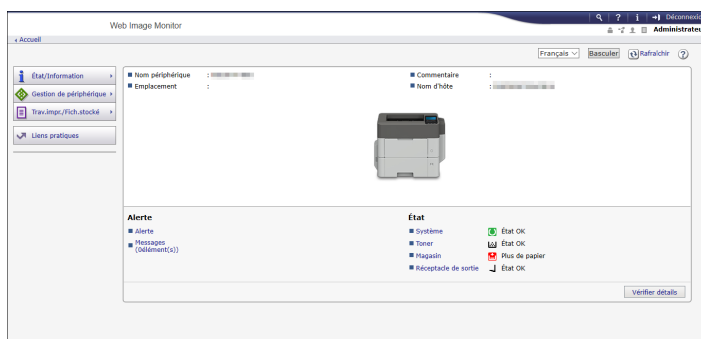 Web Image Monitor
Déconnexio
Accueil
Administrateu
Français
Basculer
Rafraîchir
État/Information
Gestion de périphérique
Trav.impr./Fich.stocké
Liens pratiques
Nom périphérique :
Commentaire :
Emplacement :
Nom d'hôte :
Alerte
Alerte
Messages
(0élément(s))
État
Système État OK
Toner État OK
Magasin Plus de papier
Réceptacle de sortie État OK
Vérifier détails